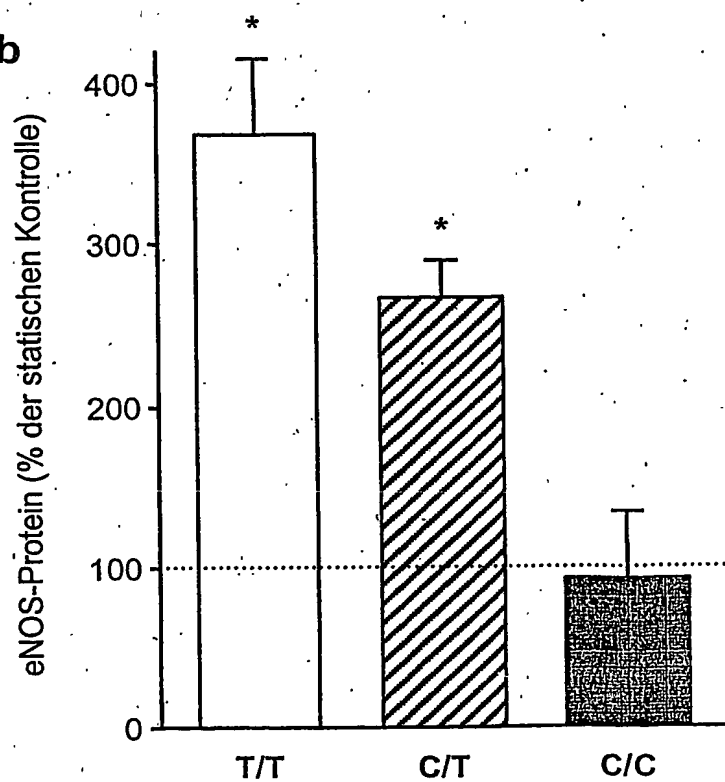 b
eNOS-Protein (% der statischen Kontrolle)
*
400
*
300
200
100
0
T/T C/T C/C